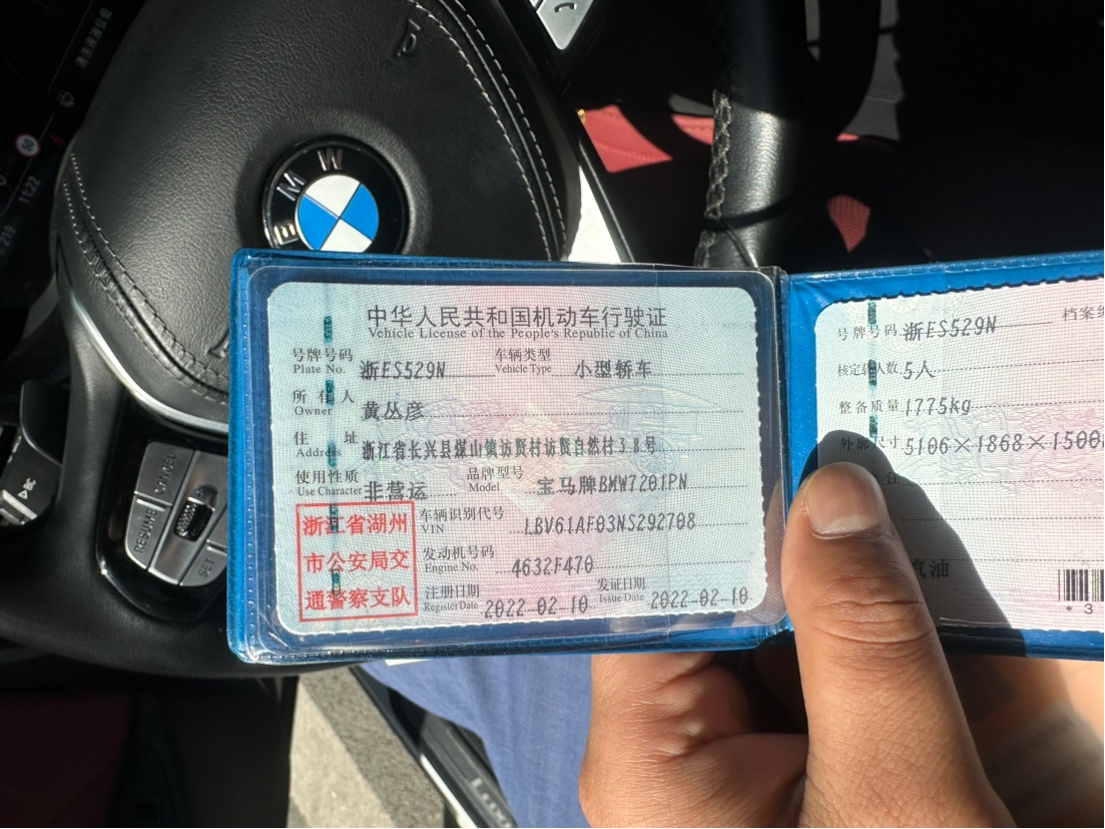 BMW
中华人民共和国机动车行驶证
Vehicle License of the People's Republic of China
号牌号码 浙ES529N 车辆类型 小型轿车
Plate No. Vehicle Type
所有人 黄丛彦
Owner
住址 浙江省长兴县煤山镇访贤村访贤自然村38号
Address
使用性质 非营运 品牌型号 宝马牌BMW7201PN
Use Character Model
浙江省湖州
市公安局交
通警察支队
车辆识别代号 LBV61AF03NS292708
VIN
发动机号码 4632F470
Engine No.
注册日期 2022-02-10 发证日期 2022-02-10
Register Date Issue Date
号牌号码 浙ES529N 档案
核定载人数 5人
整备质量 1775kg
外廓尺寸 5106×1868×1500
注
汽油
*3
RESUME
CANCEL
SET
1122
219
50